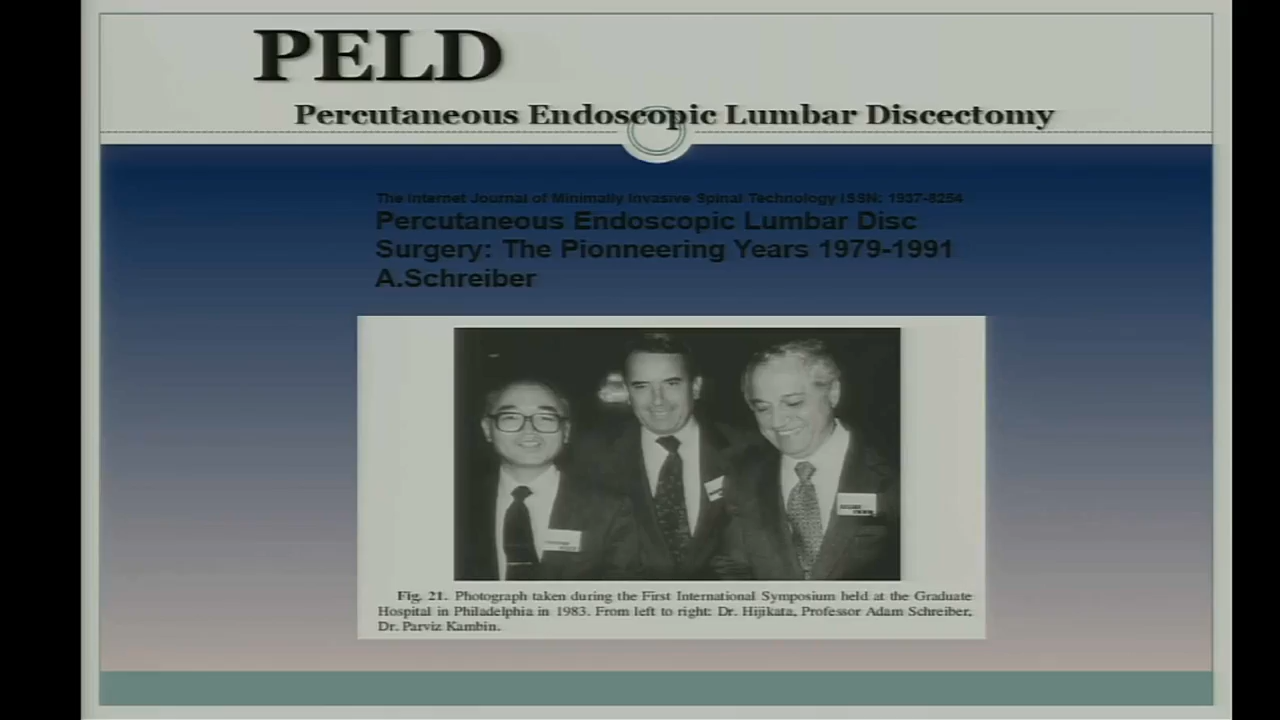 PELD
Percutaneous Endoscopic Lumbar Discectomy
The Internet Journal of Minimally Invasive Spinal Technology ISSN: 1937-8254
Percutaneous Endoscopic Lumbar Disc
Surgery: The Pionneering Years 1979-1991
A.Schreiber
Fig. 21. Photograph taken during the First International Symposium held at the Graduate
Hospital in Philadelphia in 1983. From left to right: Dr. Hijikata, Professor Adam Schreiber,
Dr. Parviz Kambin.